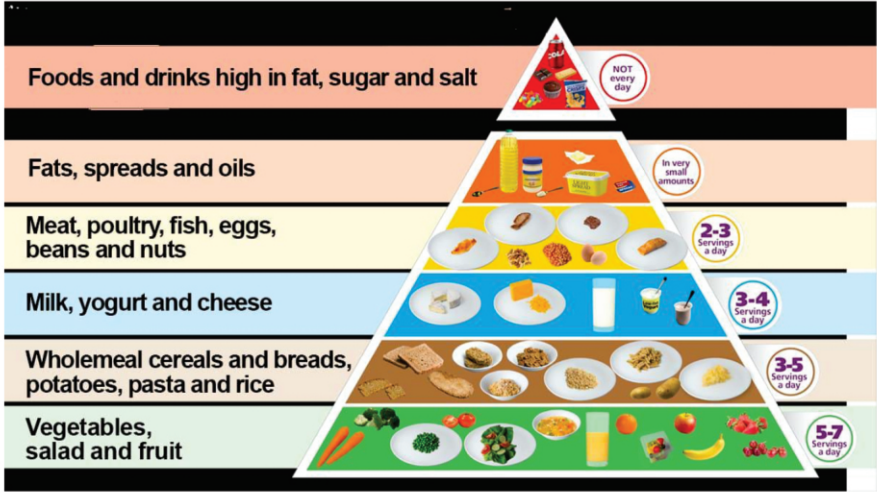 Foods and drinks high in fat, sugar and salt
NOT
every
day
Fats, spreads and oils
In very
small
amounts
Meat, poultry, fish, eggs,
beans and nuts
2-3
Servings
a day
Milk, yogurt and cheese
3-4
Servings
a day
Wholemeal cereals and breads,
potatoes, pasta and rice
3-5
Servings
a day
Vegetables,
salad and fruit
5-7
Servings
a day